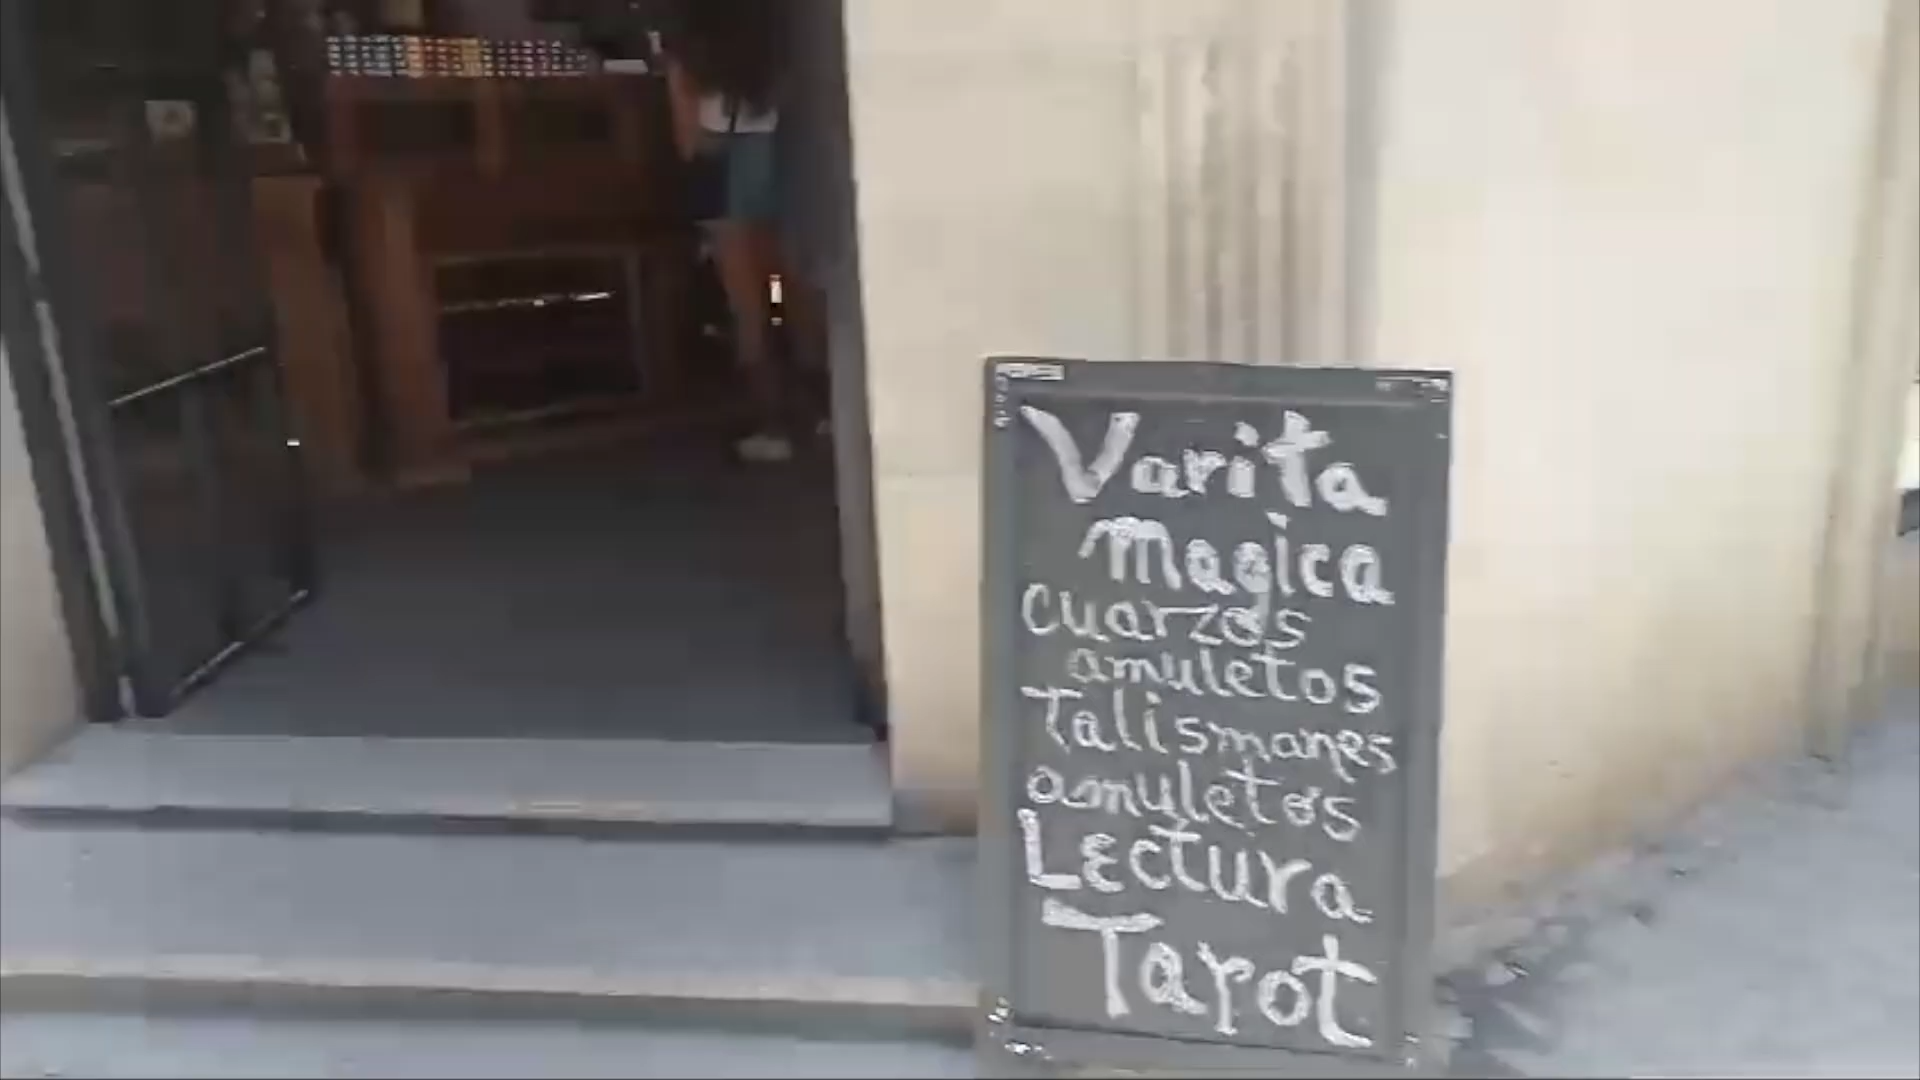 Varita
magica
cuarzos
amuletos
Talismanes
amuletos
Lectura
Tarot